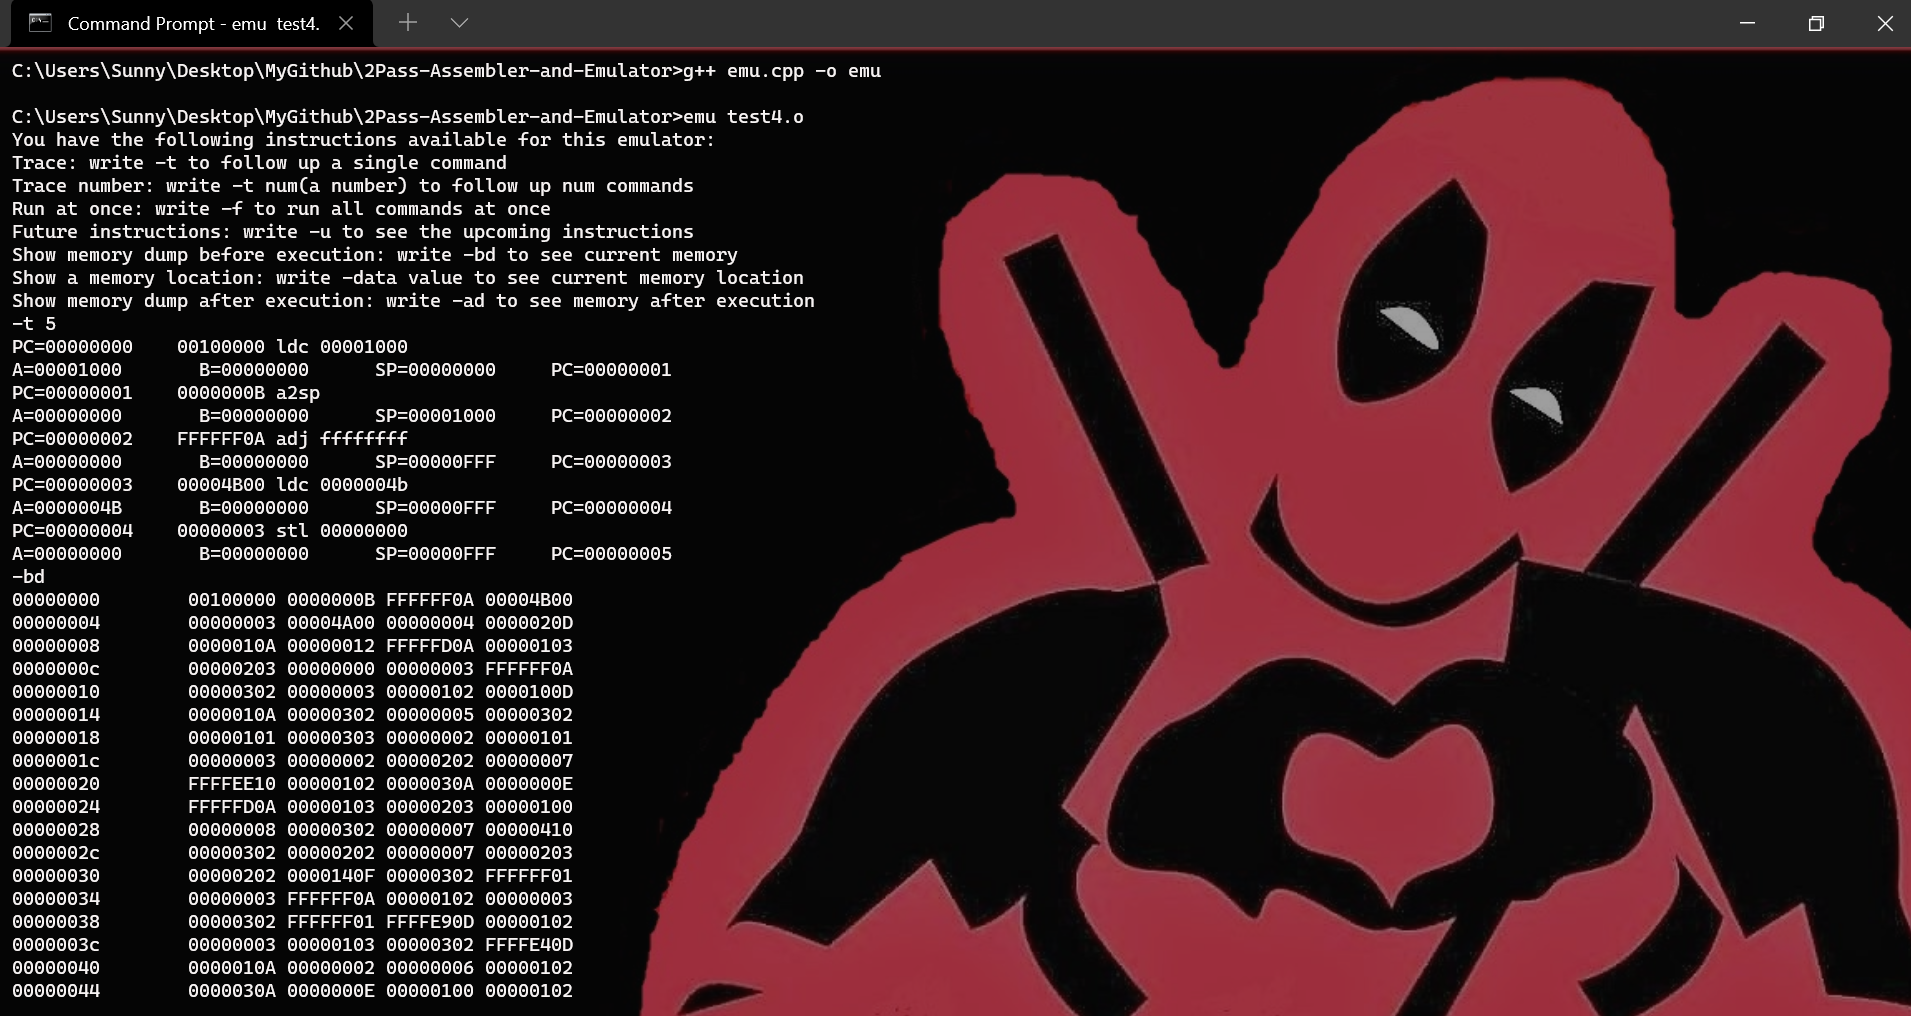 Command Prompt - emu  test4.
C:\Users\Sunny\Desktop\MyGithub\2Pass-Assembler-and-Emulator>g++ emu.cpp -o emu
C:\Users\Sunny\Desktop\MyGithub\2Pass-Assembler-and-Emulator>emu test4.o
You have the following instructions available for this emulator:
Trace: write -t to follow up a single command
Trace number: write -t num(a number) to follow up num commands
Run at once: write -f to run all commands at once
Future instructions: write -u to see the upcoming instructions
Show memory dump before execution: write -bd to see current memory
Show a memory location: write -data value to see current memory location
Show memory dump after execution: write -ad to see memory after execution
-t 5
PC=00000000    00100000 ldc 00001000
A=00001000       B=00000000      SP=00000000     PC=00000001
PC=00000001    0000000B a2sp
A=00000000       B=00000000      SP=00001000     PC=00000002
PC=00000002    FFFFFF0A adj ffffffff
A=00000000       B=00000000      SP=00000FFF     PC=00000003
PC=00000003    00004B00 ldc 0000004b
A=0000004B       B=00000000      SP=00000FFF     PC=00000004
PC=00000004    00000003 stl 00000000
A=00000000       B=00000000      SP=00000FFF     PC=00000005
-bd
00000000        00100000 0000000B FFFFFF0A 00004B00
00000004        00000003 00004A00 00000004 0000020D
00000008        0000010A 00000012 FFFFFD0A 00000103
0000000c        00000203 00000000 00000003 FFFFFF0A
00000010        00000302 00000003 00000102 0000100D
00000014        0000010A 00000302 00000005 00000302
00000018        00000101 00000303 00000002 00000101
0000001c        00000003 00000002 00000202 00000007
00000020        FFFFEE10 00000102 0000030A 0000000E
00000024        FFFFFD0A 00000103 00000203 00000100
00000028        00000008 00000302 00000007 00000410
0000002c        00000302 00000202 00000007 00000203
00000030        00000202 0000140F 00000302 FFFFFF01
00000034        00000003 FFFFFF0A 00000102 00000003
00000038        00000302 FFFFFF01 FFFFE90D 00000102
0000003c        00000003 00000103 00000302 FFFFE40D
00000040        0000010A 00000002 00000006 00000102
00000044        0000030A 0000000E 00000100 00000102